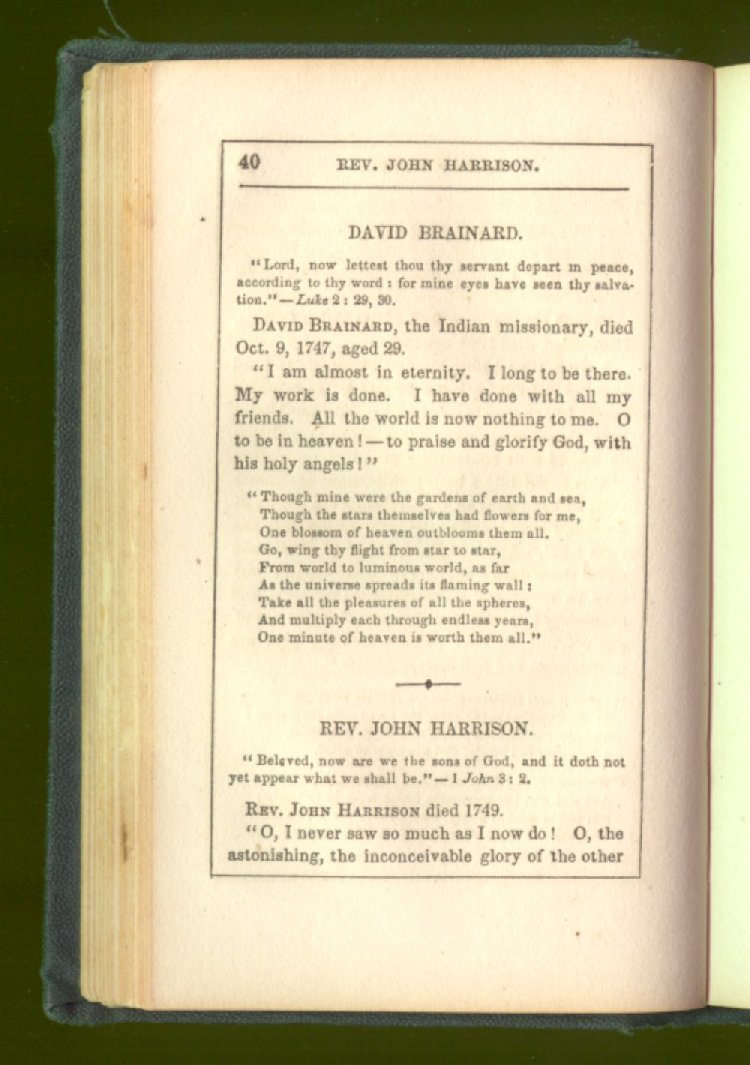 40 REV. JOHN HARRISON.
DAVID BRAINARD.
"Lord, now lettest thou thy servant depart in peace,
according to thy word: for mine eyes have seen thy salva-
tion."—Luke 2: 29, 30.
DAVID BRAINARD, the Indian missionary, died
Oct. 9, 1747, aged 29.
"I am almost in eternity. I long to be there.
My work is done. I have done with all my
friends. All the world is now nothing to me. O
to be in heaven!—to praise and glorify God, with
his holy angels!"
"Though mine were the gardens of earth and sea,
Though the stars themselves had flowers for me,
One blossom of heaven outblooms them all.
Go, wing thy flight from star to star,
From world to luminous world, as far
As the universe spreads its flaming wall;
Take all the pleasures of all the spheres,
And multiply each through endless years,
One minute of heaven is worth them all."
REV. JOHN HARRISON.
"Beloved, now are we the sons of God, and it doth not
yet appear what we shall be."—1 John 3: 2.
REV. JOHN HARRISON died 1749.
"O, I never saw so much as I now do! O, the
astonishing, the inconceivable glory of the other